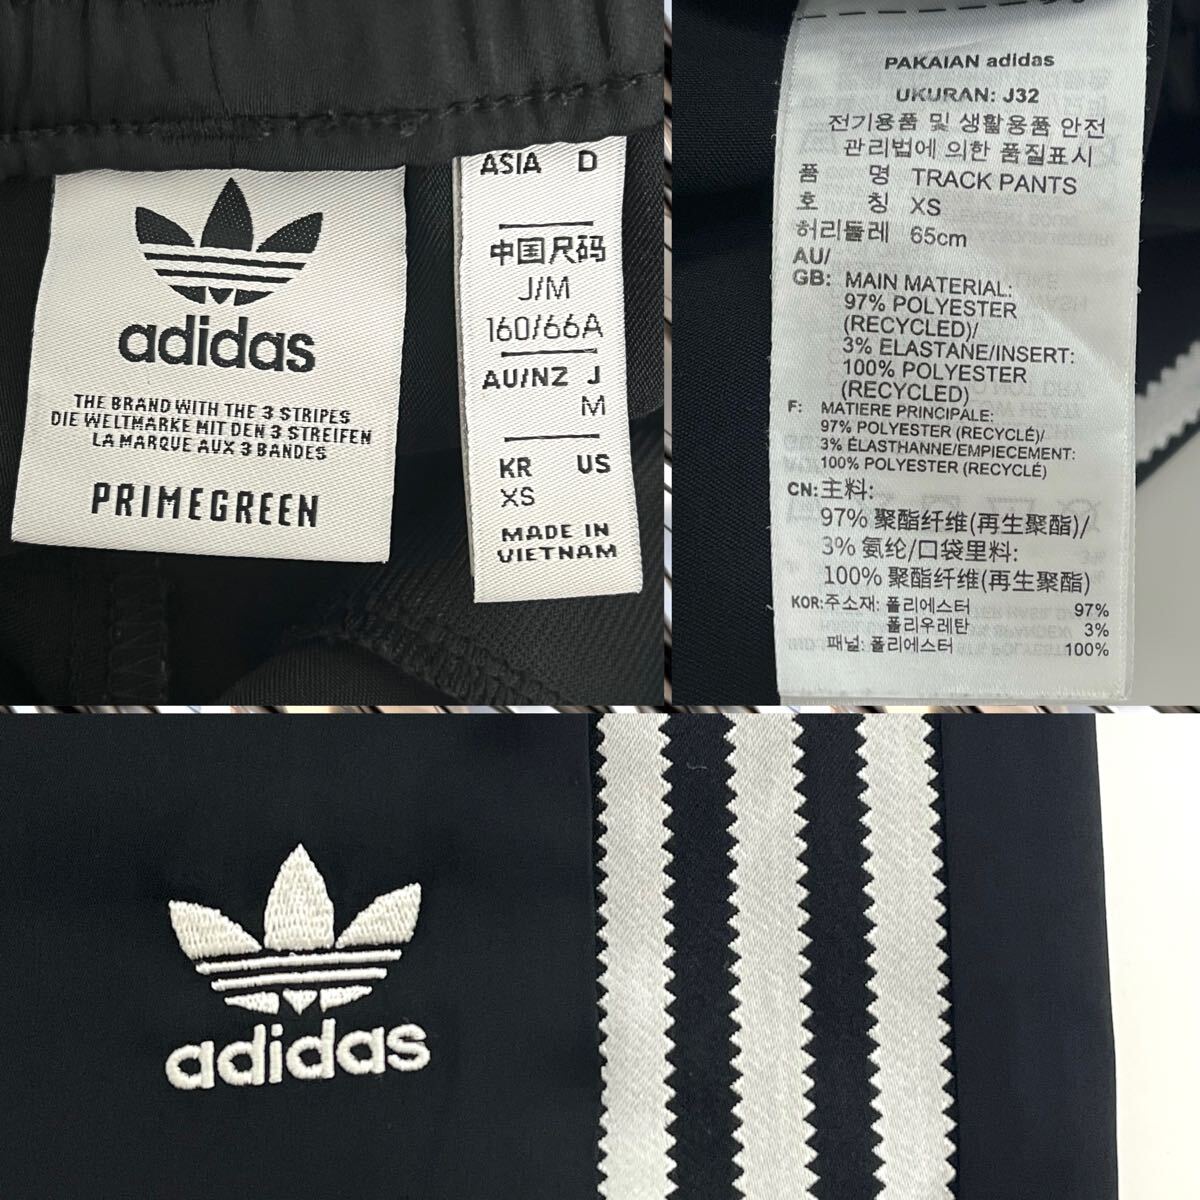 adidas
THE BRAND WITH THE 3 STRIPES
DIE WELTMARKE MIT DEN 3 STREIFEN
LA MARQUE AUX 3 BANDES
PRIMEGREEN
ASIA D
中国尺码
J/M
160/66A
AU/NZ J
M
KR US
XS
MADE IN
VIETNAM
PAKAIAN adidas
UKURAN: J32
전기용품 및 생활용품 안전
관리법에 의한 품질표시
품 명 TRACK PANTS
호 칭 XS
허리둘레 65cm
AU/
GB: MAIN MATERIAL:
97% POLYESTER
(RECYCLED)/
3% ELASTANE/INSERT:
100% POLYESTER
(RECYCLED)
F: MATIERE PRINCIPALE:
97% POLYESTER (RECYCLÉ)/
3% ÉLASTHANNE/EMPIECEMENT:
100% POLYESTER (RECYCLÉ)
CN:主料:
97% 聚酯纤维(再生聚酯)/
3% 氨纶/口袋里料:
100% 聚酯纤维(再生聚酯)
KOR:주소재: 폴리에스터 97%
폴리우레탄 3%
패널: 폴리에스터 100%
adidas